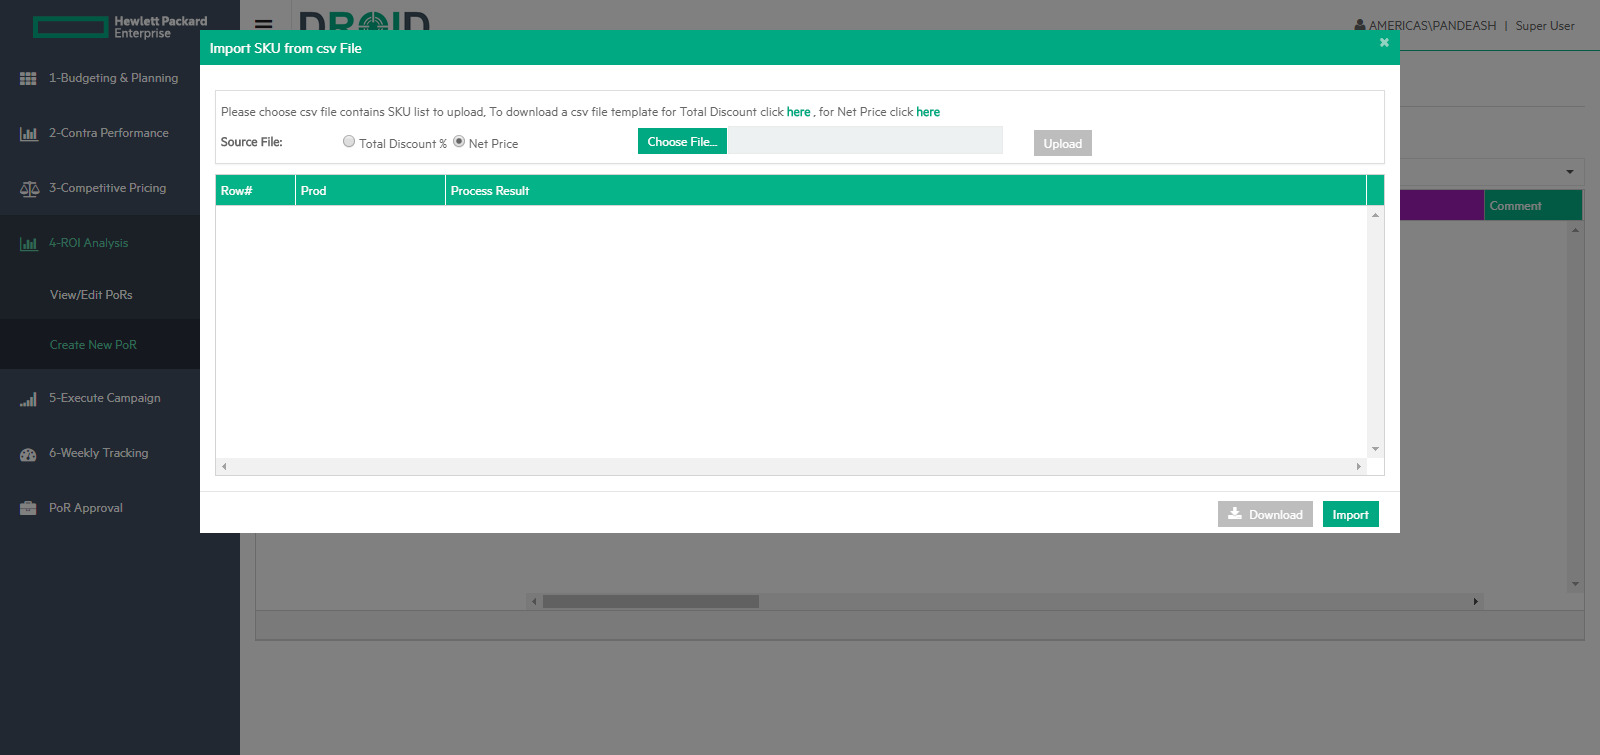 Hewlett Packard
Enterprise
DROID
AMERICAS\PANDEASH | Super User
1-Budgeting & Planning
2-Contra Performance
3-Competitive Pricing
4-ROI Analysis
View/Edit PoRs
Create New PoR
5-Execute Campaign
6-Weekly Tracking
PoR Approval
Import SKU from csv File
Please choose csv file contains SKU list to upload, To download a csv file template for Total Discount click here , for Net Price click here
Source File: Total Discount % Net Price Choose File... Upload
Row# Prod Process Result
Comment
Download Import